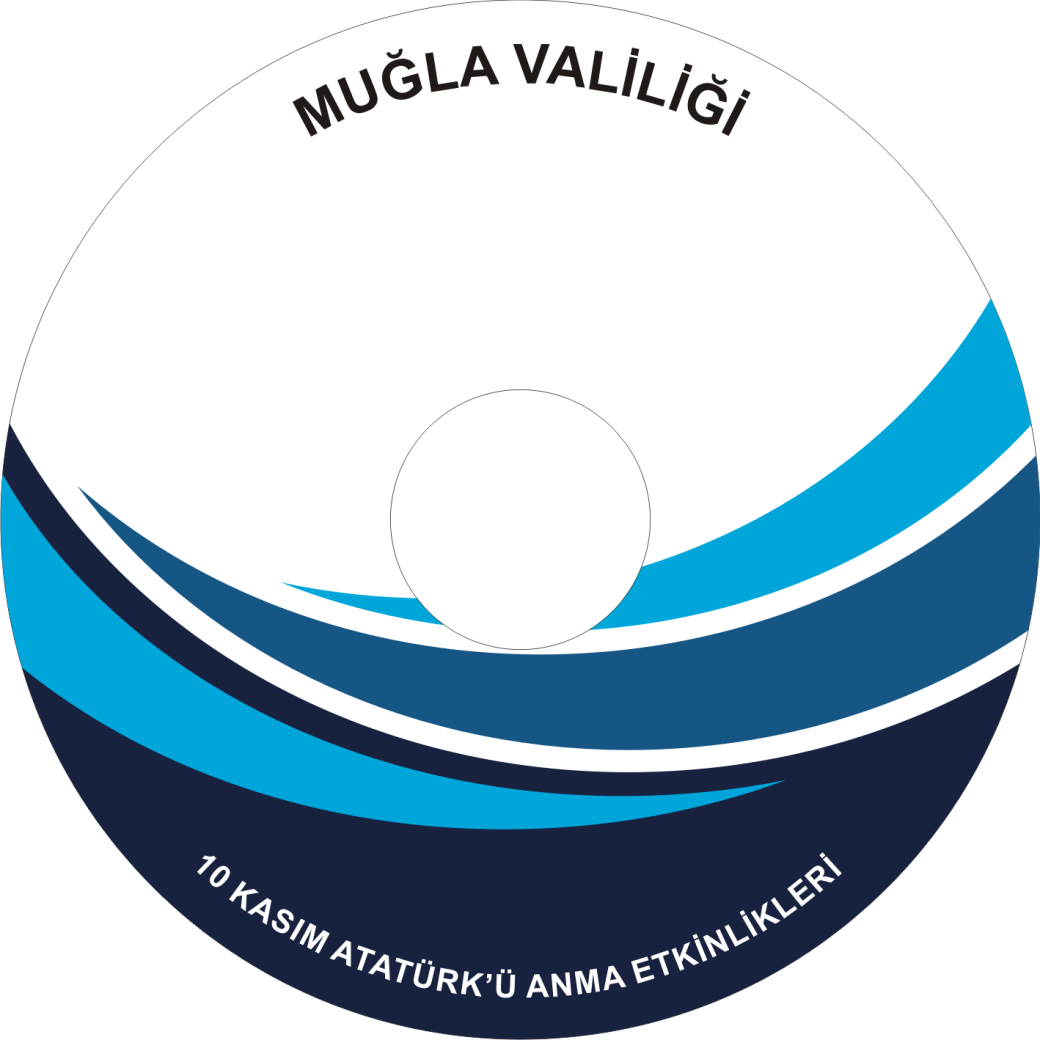 MUĞLA VALİLİĞİ
10 KASIM ATATÜRK’Ü ANMA ETKİNLİKLERİ